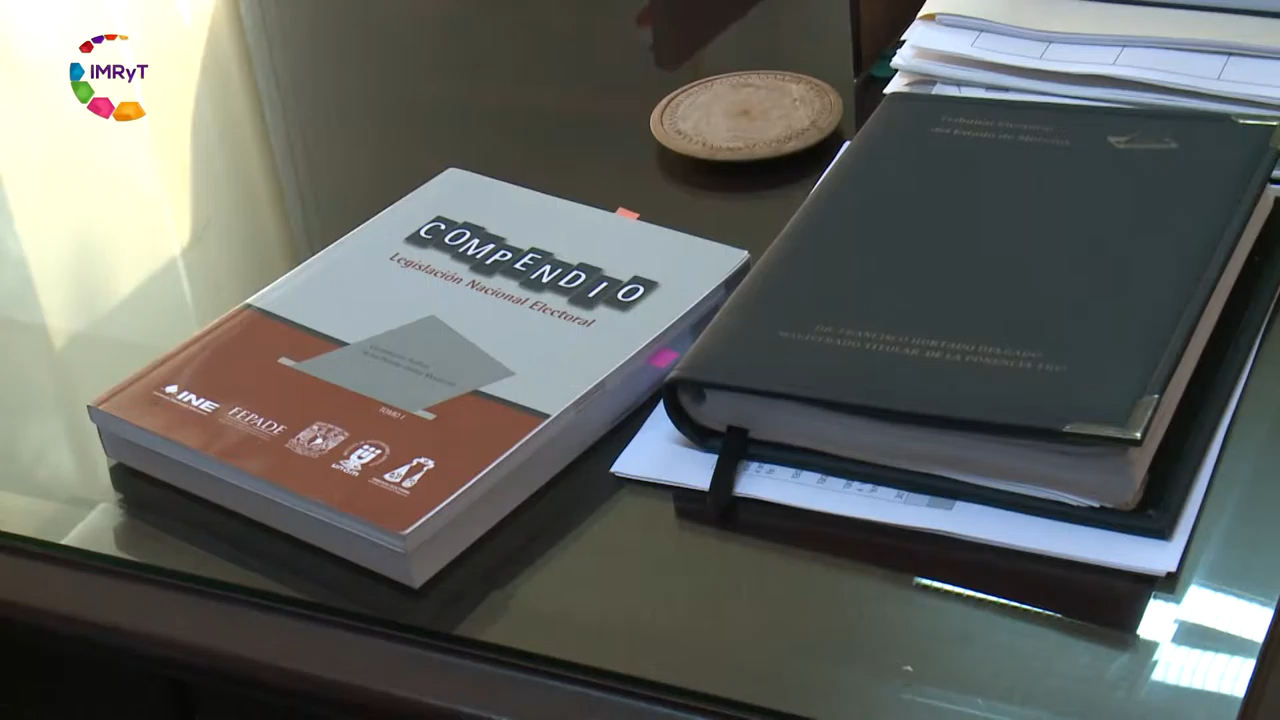 IMRyT
COMPENDIO
Legislación Nacional Electoral
TOMO I
INE
FEPADE
Tribunal Electoral
del Estado de Morelos
DR. FRANCISCO HURTADO DELGADO
MAGISTRADO TITULAR DE LA PONENCIA TRES